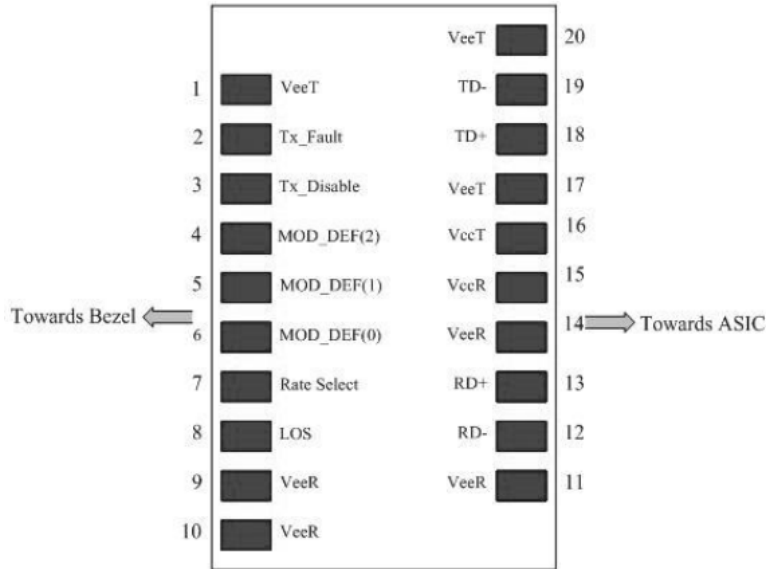 VeeT 20
1 VeeT TD- 19
2 Tx_Fault TD+ 18
3 Tx_Disable VeeT 17
4 MOD_DEF(2) VccT 16
5 MOD_DEF(1) VccR 15
Towards Bezel 6 MOD_DEF(0) VeeR 14 Towards ASIC
7 Rate Select RD+ 13
8 LOS RD- 12
9 VeeR VeeR 11
10 VeeR